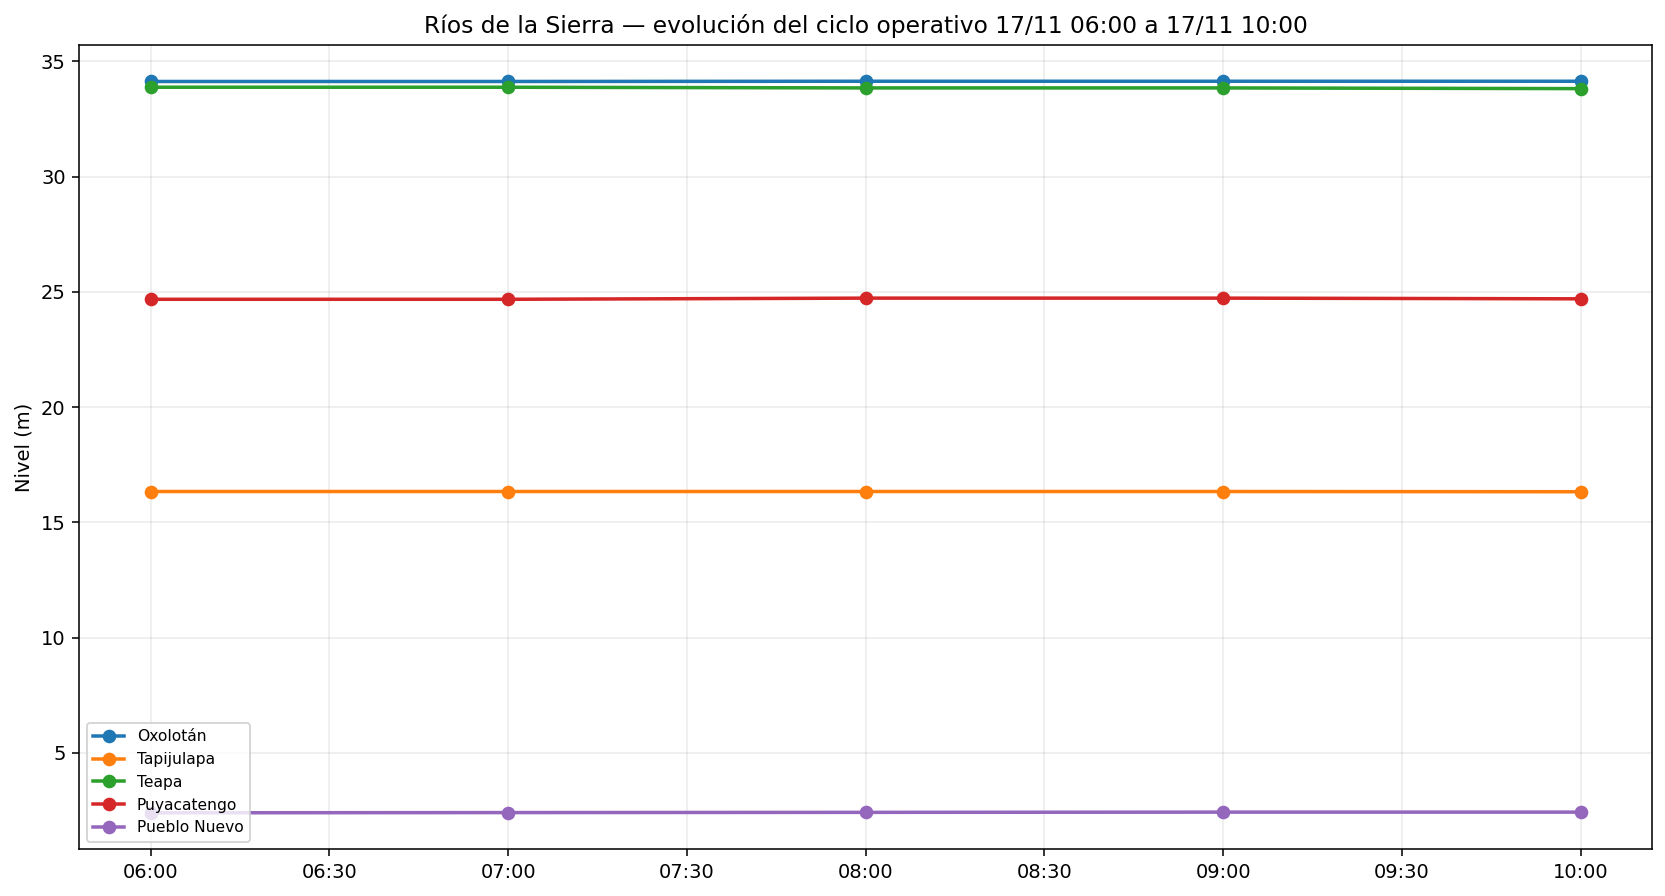 Ríos de la Sierra — evolución del ciclo operativo 17/11 06:00 a 17/11 10:00
Nivel (m)
35
30
25
20
15
10
5
Oxolotán
Tapijulapa
Teapa
Puyacatengo
Pueblo Nuevo
06:00 06:30 07:00 07:30 08:00 08:30 09:00 09:30 10:00